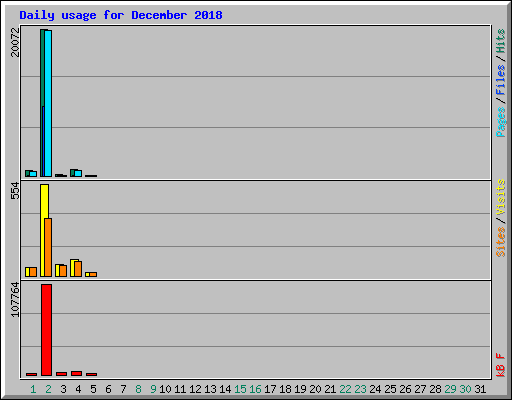 Daily usage for December 2018
20072
554
107764
Pages / Files / Hits
Sites / Visits
kB F
1 2 3 4 5 6 7 8 9 10 11 12 13 14 15 16 17 18 19 20 21 22 23 24 25 26 27 28 29 30 31